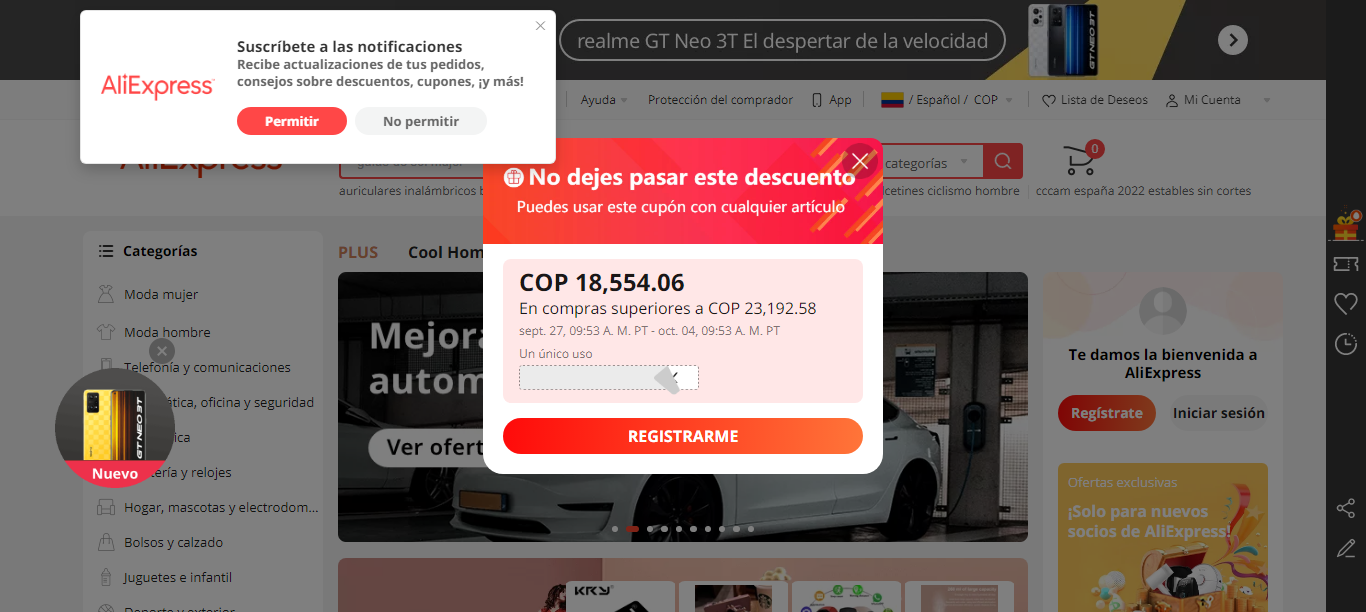 Suscríbete a las notificaciones
Recibe actualizaciones de tus pedidos,
consejos sobre descuentos, cupones, ¡y más!
AliExpress
Permitir
No permitir
realme GT Neo 3T El despertar de la velocidad
GT NEO 3T
Ayuda
Protección del comprador
App
/ Español / COP
Lista de Deseos
Mi Cuenta
AliExpress
categorías
0
auriculares inalámbricos
calcetines ciclismo hombre
cccam españa 2022 estables sin cortes
No dejes pasar este descuento
Puedes usar este cupón con cualquier artículo
COP 18,554.06
En compras superiores a COP 23,192.58
sept. 27, 09:53 A. M. PT - oct. 04, 09:53 A. M. PT
Un único uso
REGISTRARME
Categorías
Moda mujer
Moda hombre
Telefonía y comunicaciones
ática, oficina y seguridad
ica
tería y relojes
Hogar, mascotas y electrodom...
Bolsos y calzado
Juguetes e infantil
Deporte y exterior
GT NEO 3T
Nuevo
PLUS
Cool Hom
Mejora
autom
Ver ofert
Te damos la bienvenida a
AliExpress
Regístrate
Iniciar sesión
Ofertas exclusivas
¡Solo para nuevos
socios de AliExpress!
KRY